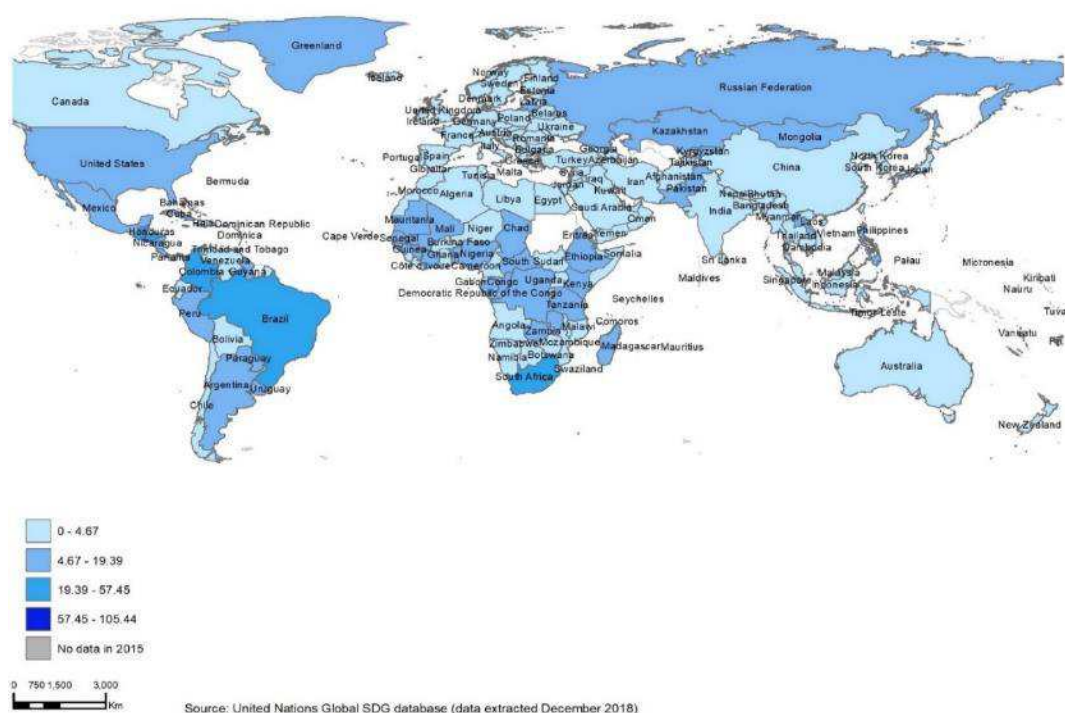 Greenland
Iceland
Norway
Sweden
Finland
Estonia
Latvia
Russian Federation
Canada
Denmark
United Kingdom
Ireland
Germany
Poland
Belarus
Ukraine
France
Austria
Romania
Italy
Bulgaria
Greece
Georgia
Kazakhstan
Mongolia
Kyrgyzstan
Tajikistan
United States
Portugal
Spain
Gibraltar
Malta
Tunisia
Turkey
Azerbaijan
Syria
Iraq
Iran
Afghanistan
Pakistan
China
North Korea
South Korea
Japan
Bermuda
Morocco
Algeria
Libya
Egypt
Jordan
Kuwait
Saudi Arabia
Nepal
Bhutan
Bangladesh
India
Myanmar
Laos
Mexico
Bahamas
Cuba
Haiti
Dominican Republic
Dominica
Honduras
Nicaragua
Panama
Trinidad and Tobago
Venezuela
Colombia
Guyana
Cape Verde
Mauritania
Senegal
Mali
Niger
Chad
Burkina Faso
Guinea
Ghana
Nigeria
Côte d'Ivoire
Cameroon
South Sudan
Eritrea
Yemen
Oman
Ethiopia
Somalia
Thailand
Vietnam
Cambodia
Philippines
Sri Lanka
Maldives
Palau
Micronesia
Malaysia
Singapore
Indonesia
Kiribati
Nauru
Ecuador
Peru
Brazil
Gabon
Congo
Uganda
Kenya
Democratic Republic of the Congo
Tanzania
Seychelles
Timor-Leste
Tuva
Bolivia
Paraguay
Angola
Zambia
Malawi
Comoros
Mozambique
Zimbabwe
Namibia
Botswana
Madagascar
Mauritius
Swaziland
South Africa
Vanuatu
Fiji
Argentina
Uruguay
Chile
Australia
New Zealand
0 - 4.67
4.67 - 19.39
19.39 - 57.45
57.45 - 105.44
No data in 2015
0 750 1,500 3,000
Km
Source: United Nations Global SDG database (data extracted December 2018)